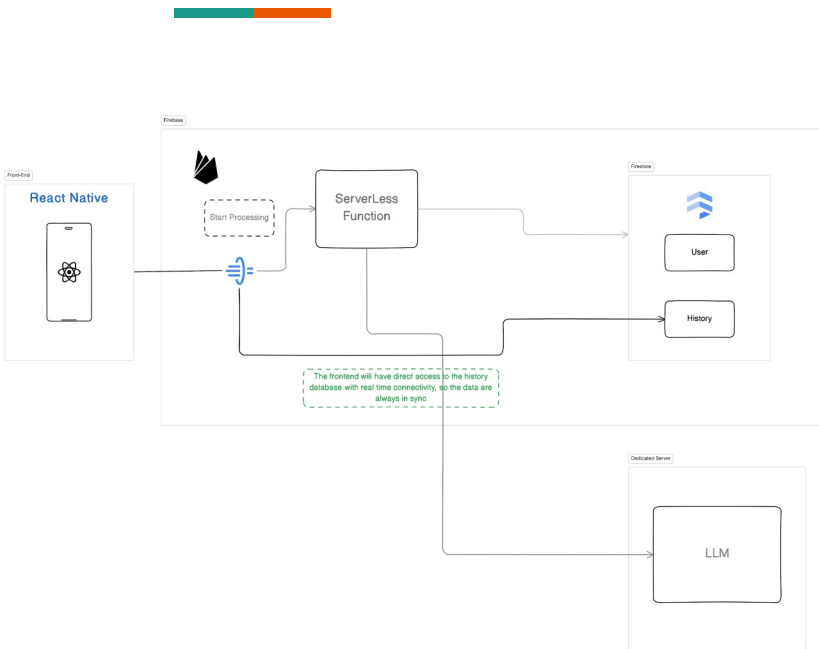 Firebase
Front-End
React Native
Start Processing
ServerLess
Function
Firestore
User
History
The frontend will have direct access to the history
database with real time connectivity, so the data are
always in sync
Dedicated Server
LLM